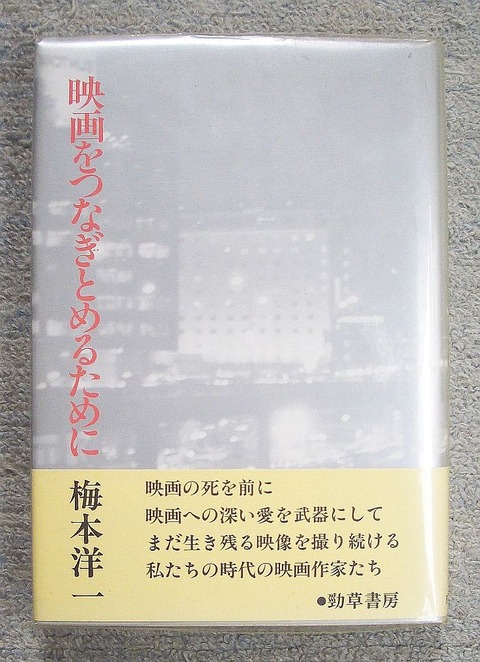 映画をつなぎとめるために
梅本洋一
映画の死を前に
映画への深い愛を武器にして
まだ生き残る映像を撮り続ける
私たちの時代の映画作家たち
●勁草書房